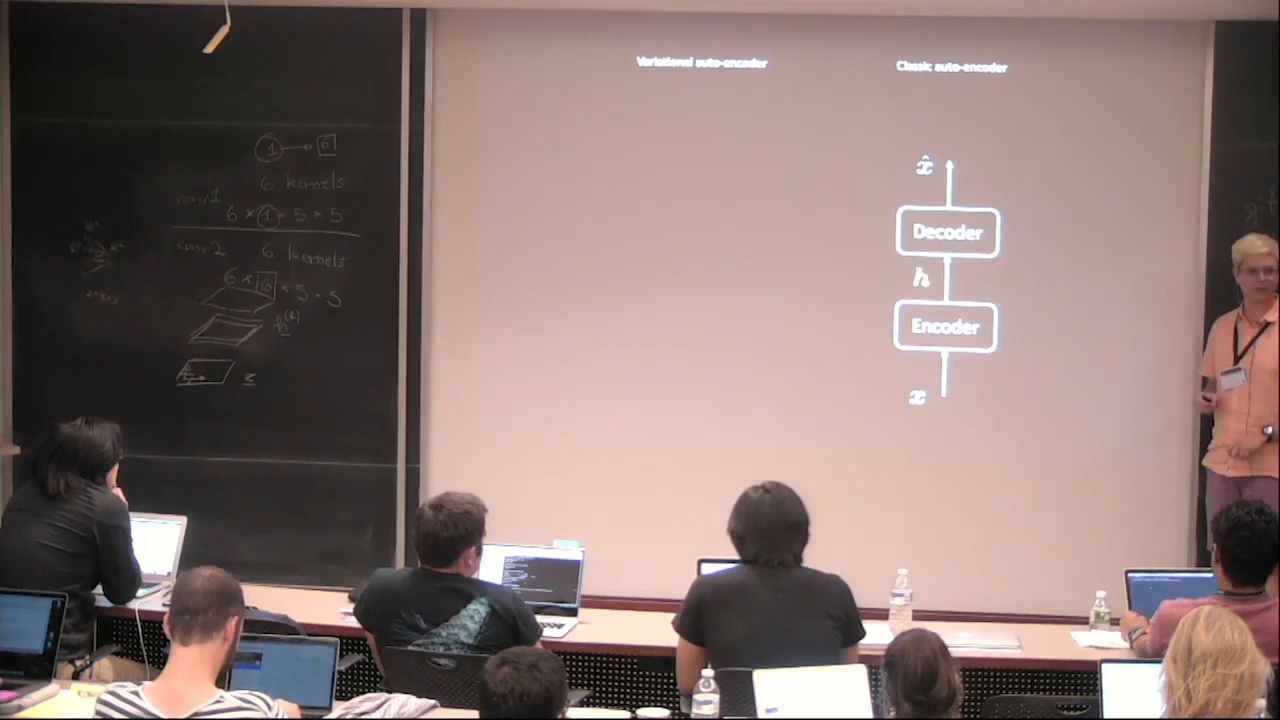 1 → 6
6 kernels
conv1
6 × 1 × 5 × 5
conv2 6 kernels
6 × 6 × 5 × 5
h(1)
x
Variational auto-encoder
Classic auto-encoder
x̂
Decoder
h
Encoder
x